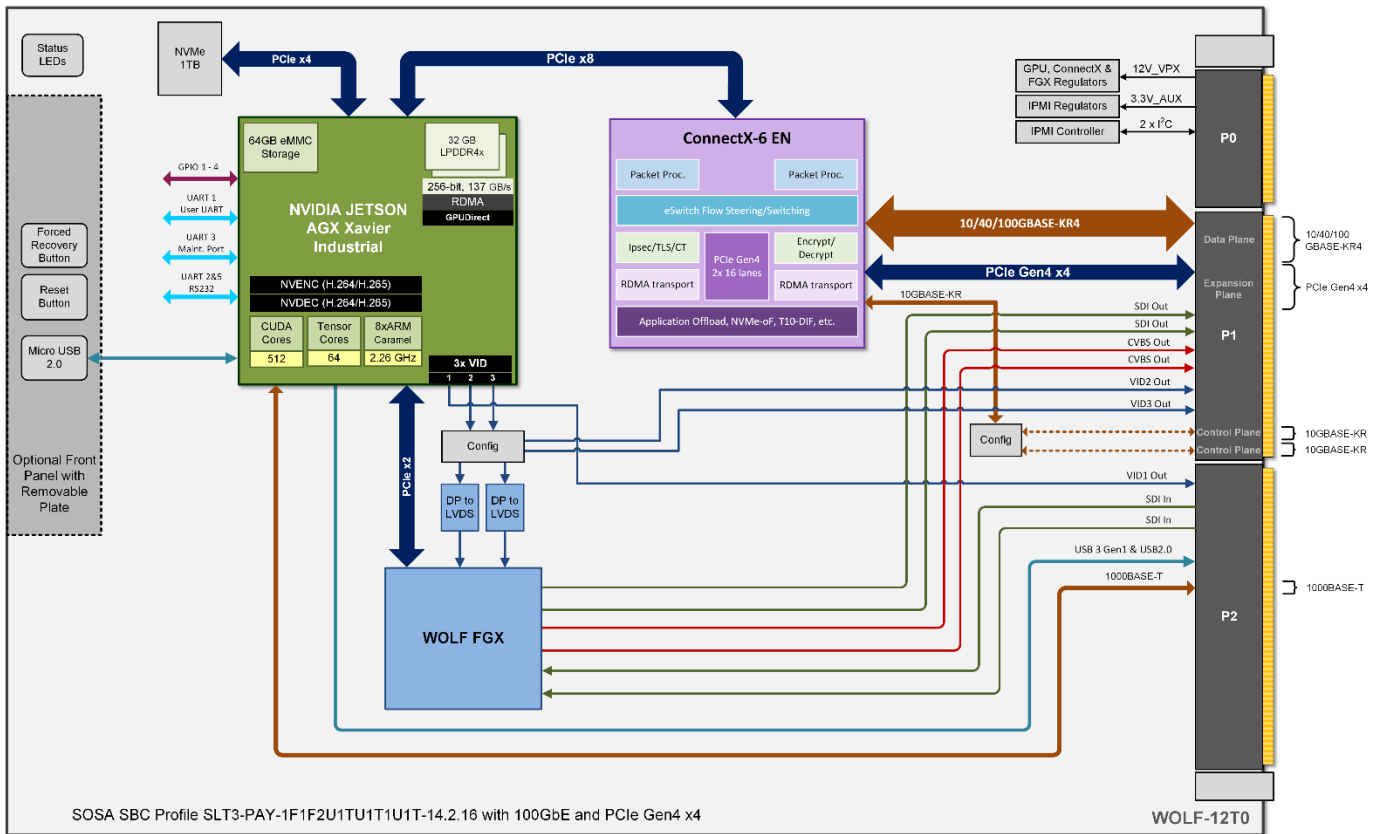 Status
LEDs
NVMe
1TB
PCIe x4
PCIe x8
GPU, ConnectX &
FGX Regulators
12V_VPX
IPMI Regulators
3.3V_AUX
IPMI Controller
2 x I²C
P0
64GB eMMC
Storage
32 GB
LPDDR4x
256-bit, 137 GB/s
RDMA
GPUDirect
NVIDIA JETSON
AGX Xavier
Industrial
NVENC (H.264/H.265)
NVDEC (H.264/H.265)
CUDA
Cores
512
Tensor
Cores
64
8xARM
Caramel
2.26 GHz
3x VID
1 2 3
GPIO 1 - 4
UART 1
User UART
UART 3
Maint. Port
UART 2&5
RS232
Forced
Recovery
Button
Reset
Button
Micro USB
2.0
Optional Front
Panel with
Removable
Plate
ConnectX-6 EN
Packet Proc.
Packet Proc.
eSwitch Flow Steering/Switching
Ipsec/TLS/CT
PCIe Gen4
2x 16 lanes
Encrypt/
Decrypt
RDMA transport
RDMA transport
Application Offload, NVMe-oF, T10-DIF, etc.
10/40/100GBASE-KR4
Data Plane
10/40/100
GBASE-KR4
PCIe Gen4 x4
Expansion
Plane
PCIe Gen4 x4
10GBASE-KR
P1
SDI Out
SDI Out
CVBS Out
CVBS Out
VID2 Out
VID3 Out
Config
Control Plane
10GBASE-KR
Control Plane
10GBASE-KR
Config
PCIe x2
DP to
LVDS
DP to
LVDS
WOLF FGX
VID1 Out
SDI In
SDI In
USB 3 Gen1 & USB2.0
1000BASE-T
1000BASE-T
P2
SOSA SBC Profile SLT3-PAY-1F1F2U1TU1T1U1T-14.2.16 with 100GbE and PCIe Gen4 x4
WOLF-12T0